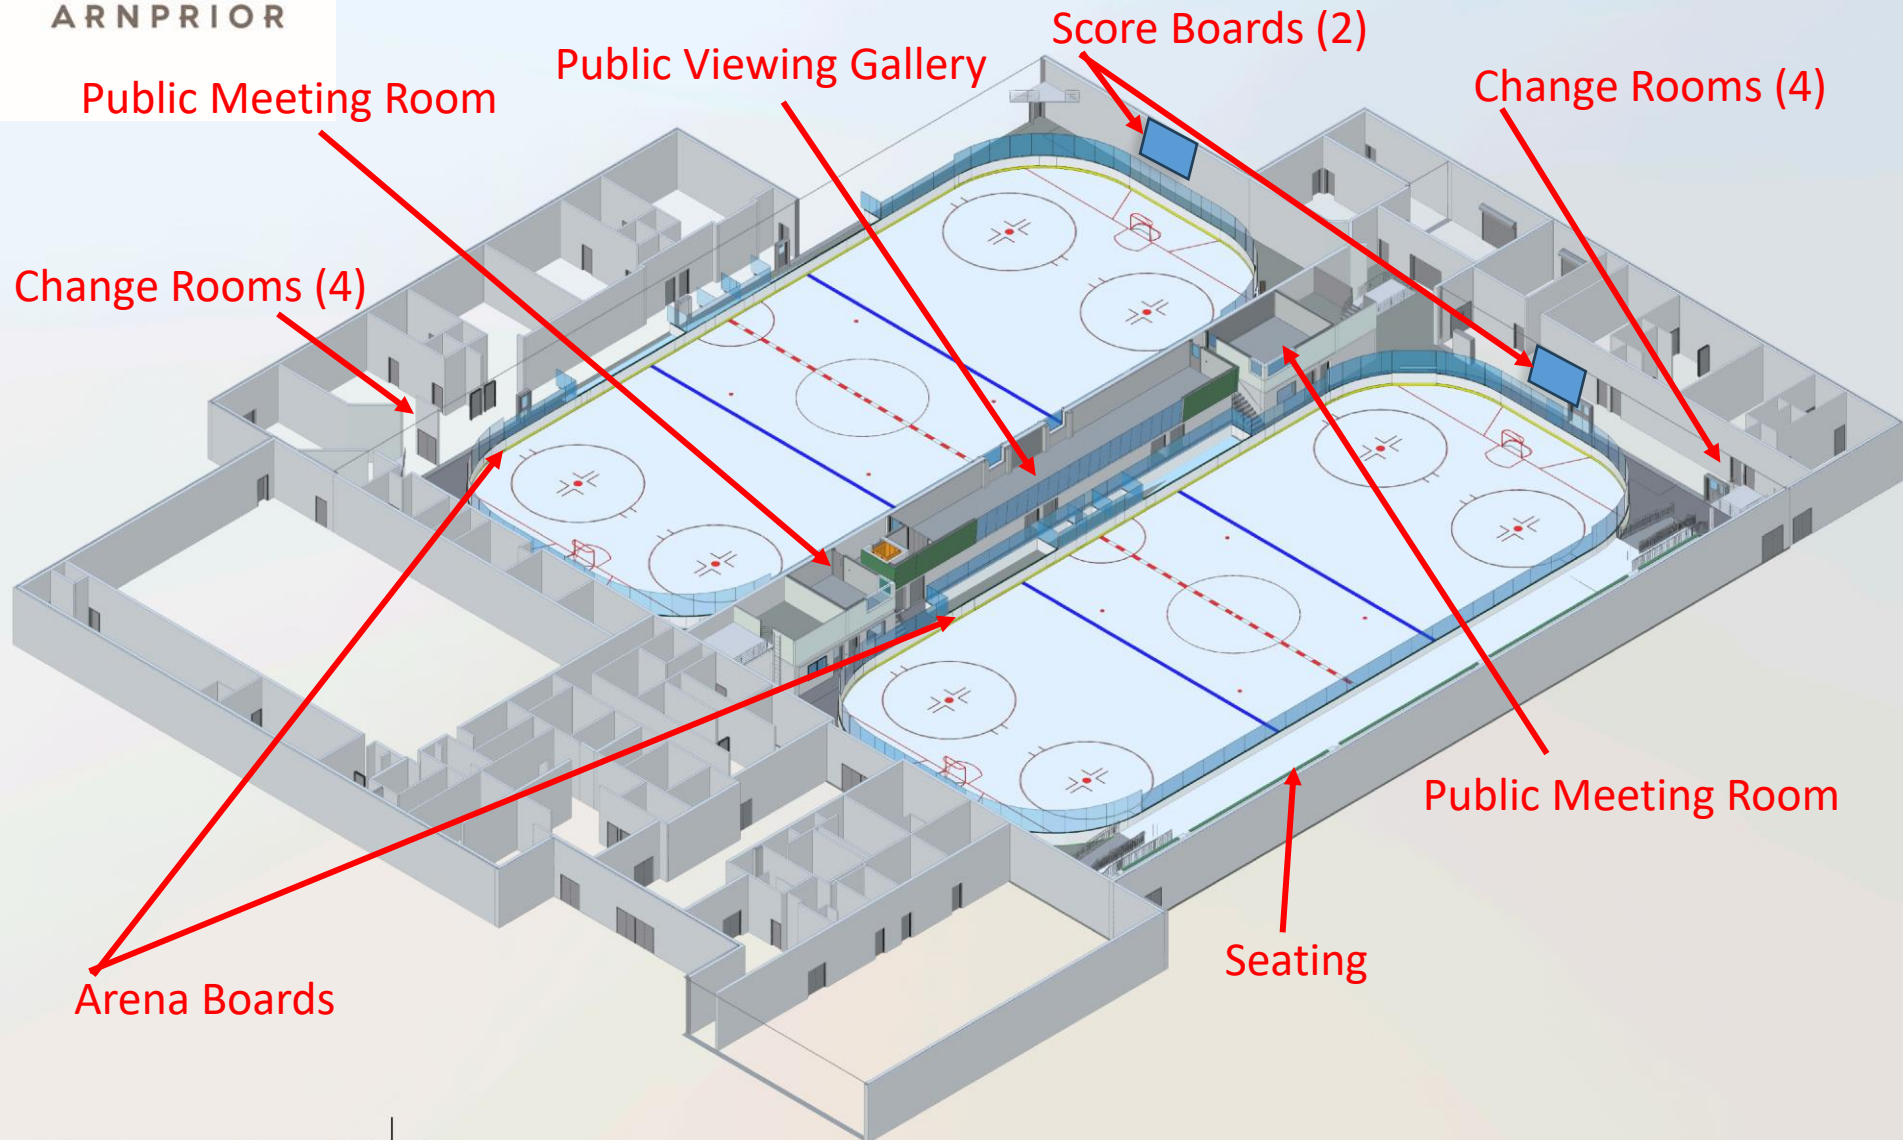 ARNPRIOR
Score Boards (2)
Public Viewing Gallery
Change Rooms (4)
Public Meeting Room
Change Rooms (4)
Public Meeting Room
Seating
Arena Boards